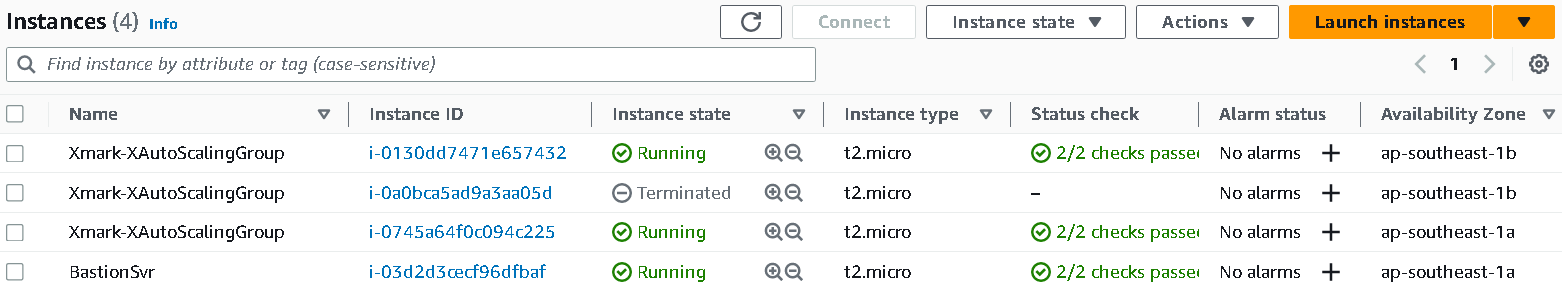 Instances (4) Info Connect Instance state Actions Launch instances
Find instance by attribute or tag (case-sensitive) 1
Name Instance ID Instance state Instance type Status check Alarm status Availability Zone
Xmark-XAutoScalingGroup i-0130dd7471e657432 Running t2.micro 2/2 checks passed No alarms + ap-southeast-1b
Xmark-XAutoScalingGroup i-0a0bca5ad9a3aa05d Terminated t2.micro – No alarms + ap-southeast-1b
Xmark-XAutoScalingGroup i-0745a64f0c094c225 Running t2.micro 2/2 checks passed No alarms + ap-southeast-1a
BastionSvr i-03d2d3cecf96dfbaf Running t2.micro 2/2 checks passed No alarms + ap-southeast-1a